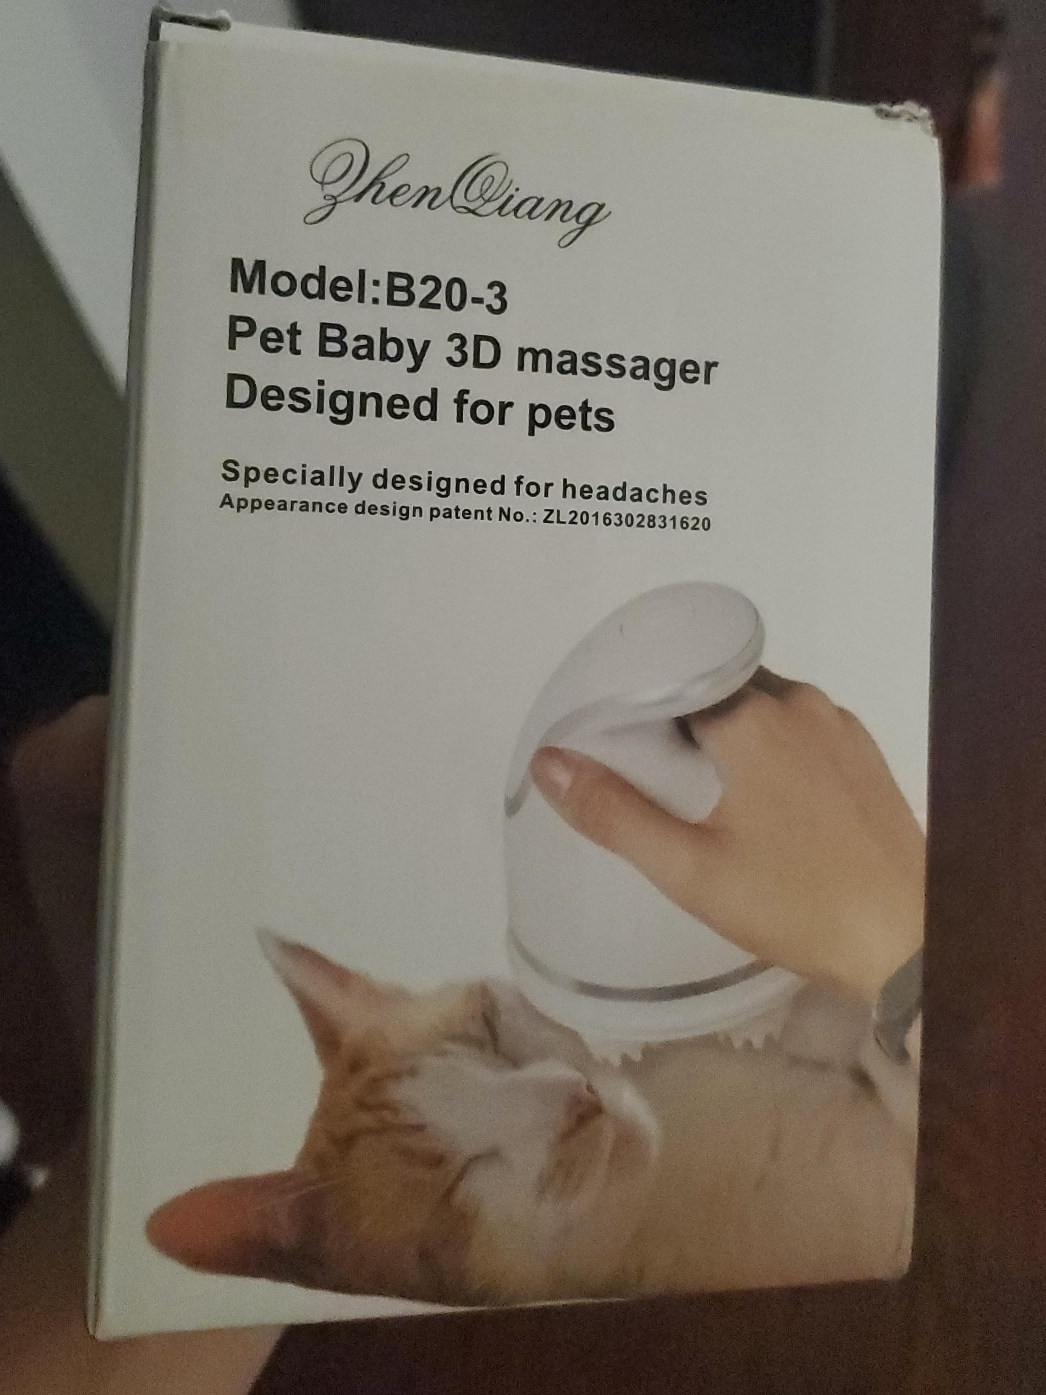 ZhenQiang
Model:B20-3
Pet Baby 3D massager
Designed for pets
Specially designed for headaches
Appearance design patent No.: ZL2016302831620